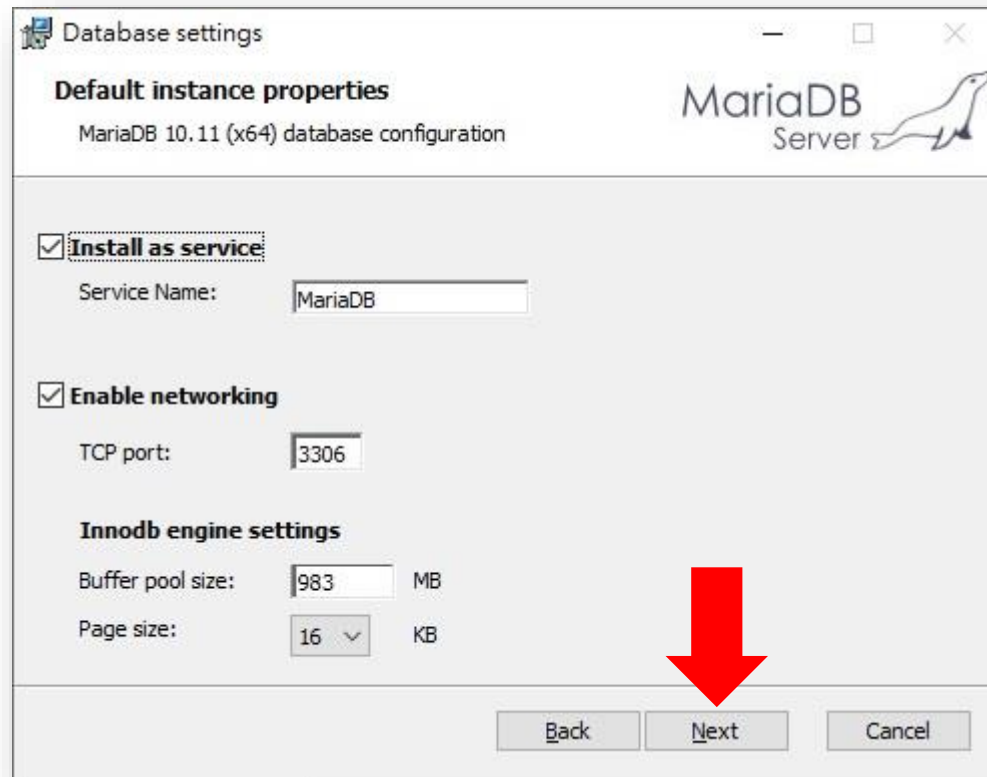 Database settings
Default instance properties
MariaDB 10.11 (x64) database configuration
MariaDB
Server
Install as service
Service Name: MariaDB
Enable networking
TCP port: 3306
Innodb engine settings
Buffer pool size: 983 MB
Page size: 16 KB
Back Next Cancel